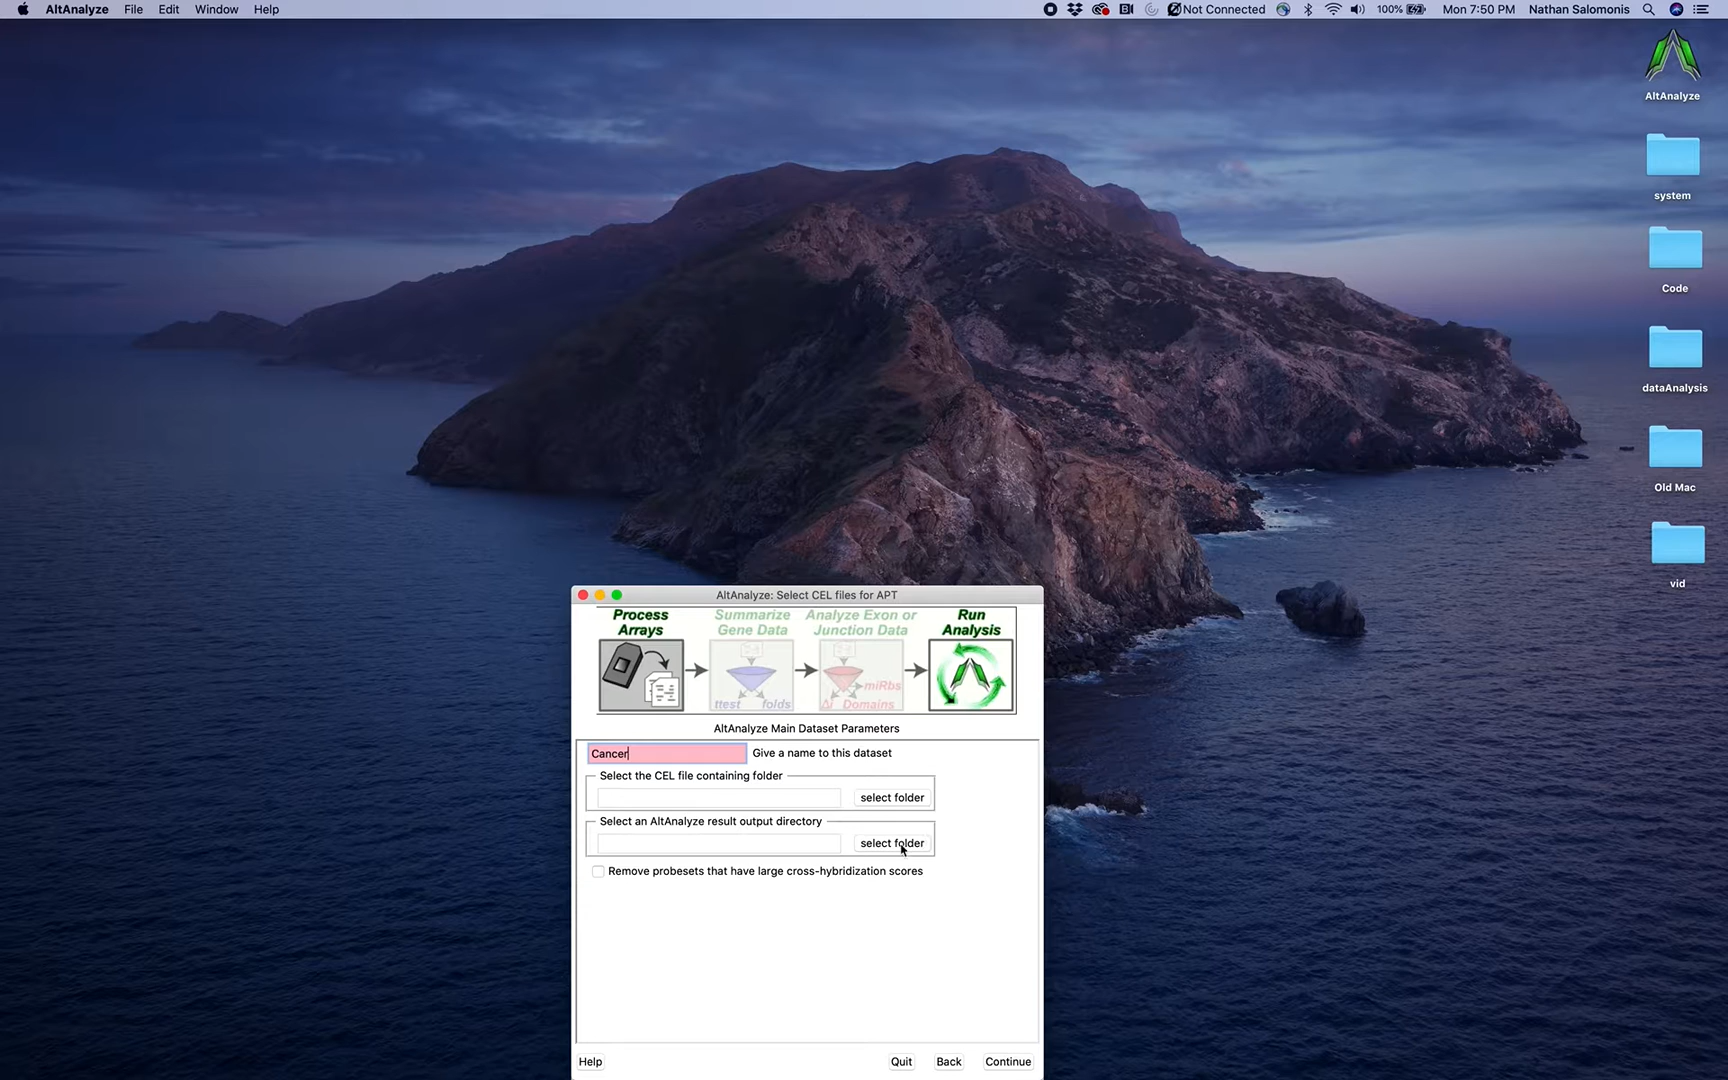 AltAnalyze File Edit Window Help
Not Connected 100% Mon 7:50 PM Nathan Salomonis
AltAnalyze
system
Code
dataAnalysis
Old Mac
vid
AltAnalyze: Select CEL files for APT
Process Arrays
Summarize Gene Data
Analyze Exon or Junction Data
Run Analysis
ttest folds
miRbs
Δi Domains
AltAnalyze Main Dataset Parameters
Cancer Give a name to this dataset
Select the CEL file containing folder
select folder
Select an AltAnalyze result output directory
select folder
Remove probesets that have large cross-hybridization scores
Help Quit Back Continue